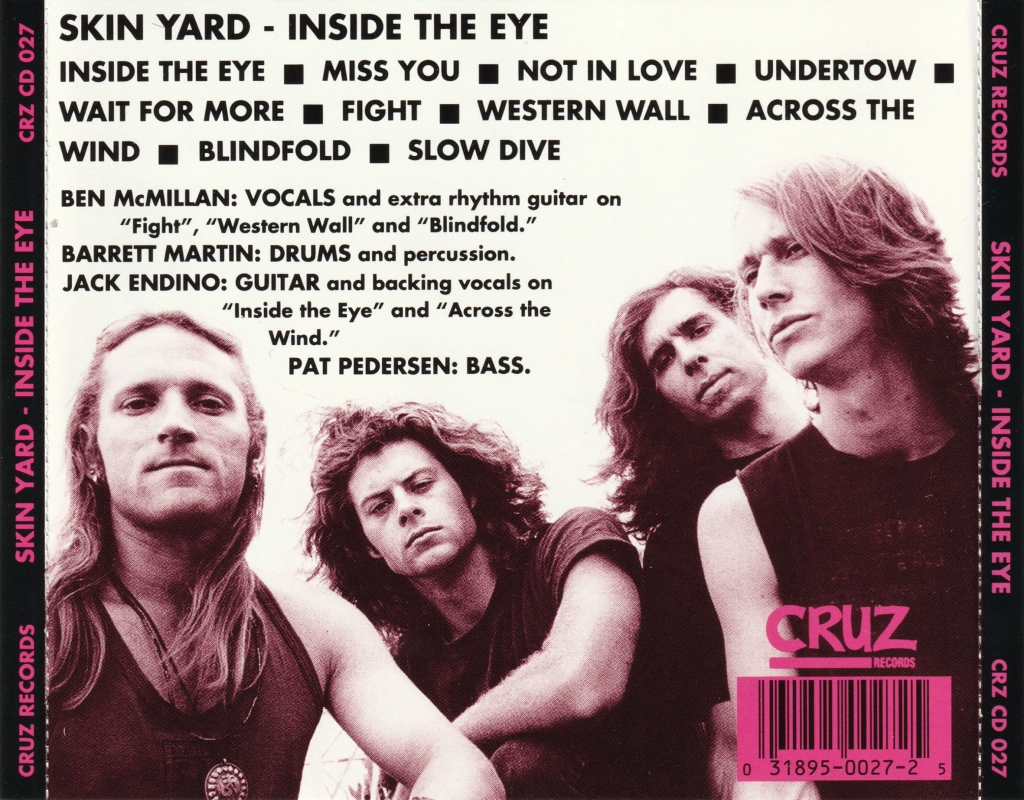 SKIN YARD - INSIDE THE EYE
INSIDE THE EYE ■ MISS YOU ■ NOT IN LOVE ■ UNDERTOW ■
WAIT FOR MORE ■ FIGHT ■ WESTERN WALL ■ ACROSS THE
WIND ■ BLINDFOLD ■ SLOW DIVE
BEN McMILLAN: VOCALS and extra rhythm guitar on
“Fight”, “Western Wall” and “Blindfold.”
BARRETT MARTIN: DRUMS and percussion.
JACK ENDINO: GUITAR and backing vocals on
“Inside the Eye” and “Across the
Wind.”
PAT PEDERSEN: BASS.
CRUZ
RECORDS
0 31895-0027-2 5
CRUZ RECORDS SKIN YARD - INSIDE THE EYE CRZ CD 027
CRUZ RECORDS SKIN YARD - INSIDE THE EYE CRZ CD 027